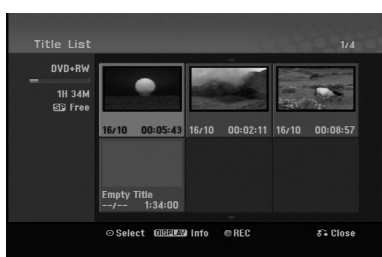 Title List 1/4
DVD+RW
1H 34M
SP Free
16/10 00:05:43 16/10 00:02:11 16/10 00:08:57
Empty Title
--/-- 1:34:00
Select DISPLAY Info REC Close